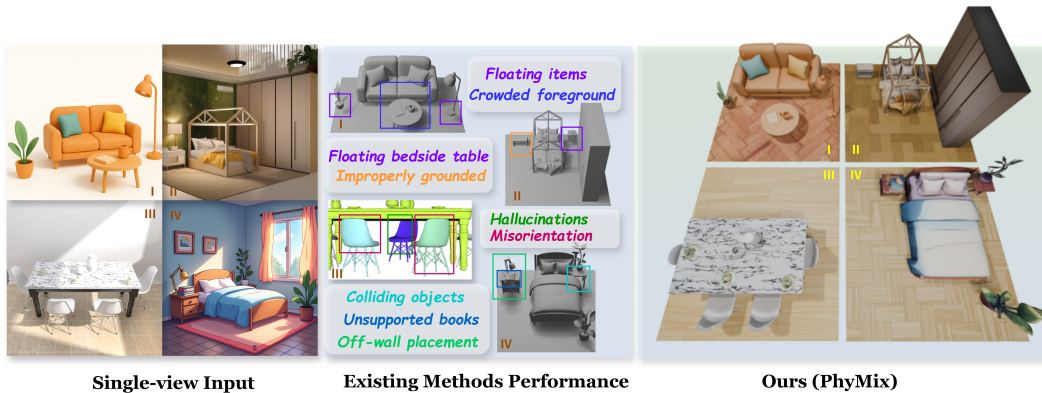 I
II
III
IV
Floating items
Crowded foreground
I
Floating bedside table
Improperly grounded
II
Hallucinations
Misorientation
III
Colliding objects
Unsupported books
Off-wall placement
IV
I
II
III
IV
Single-view Input
Existing Methods Performance
Ours (PhyMix)